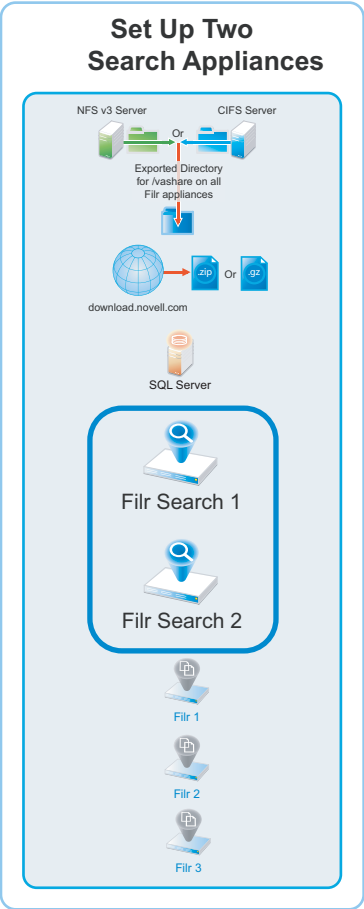 Set Up Two
Search Appliances
NFS v3 Server
CIFS Server
Or
Exported Directory
for /vashare on all
Filr appliances
.zip
Or
.gz
download.novell.com
SQL Server
Filr Search 1
Filr Search 2
Filr 1
Filr 2
Filr 3